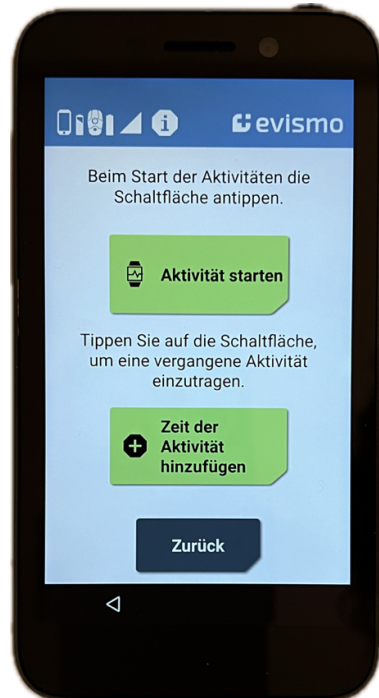 evismo
Beim Start der Aktivitäten die
Schaltfläche antippen.
Aktivität starten
Tippen Sie auf die Schaltfläche,
um eine vergangene Aktivität
einzutragen.
Zeit der
Aktivität
hinzufügen
Zurück